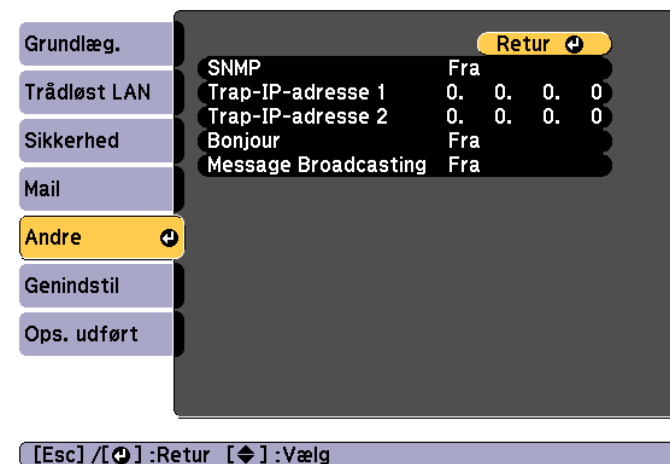 Grundlæg.
Trådløst LAN
Sikkerhed
Mail
Andre
Genindstil
Ops. udført
Retur
SNMP Fra
Trap-IP-adresse 1 0. 0. 0. 0
Trap-IP-adresse 2 0. 0. 0. 0
Bonjour Fra
Message Broadcasting Fra
[Esc] /[⏎] :Retur [◆] :Vælg